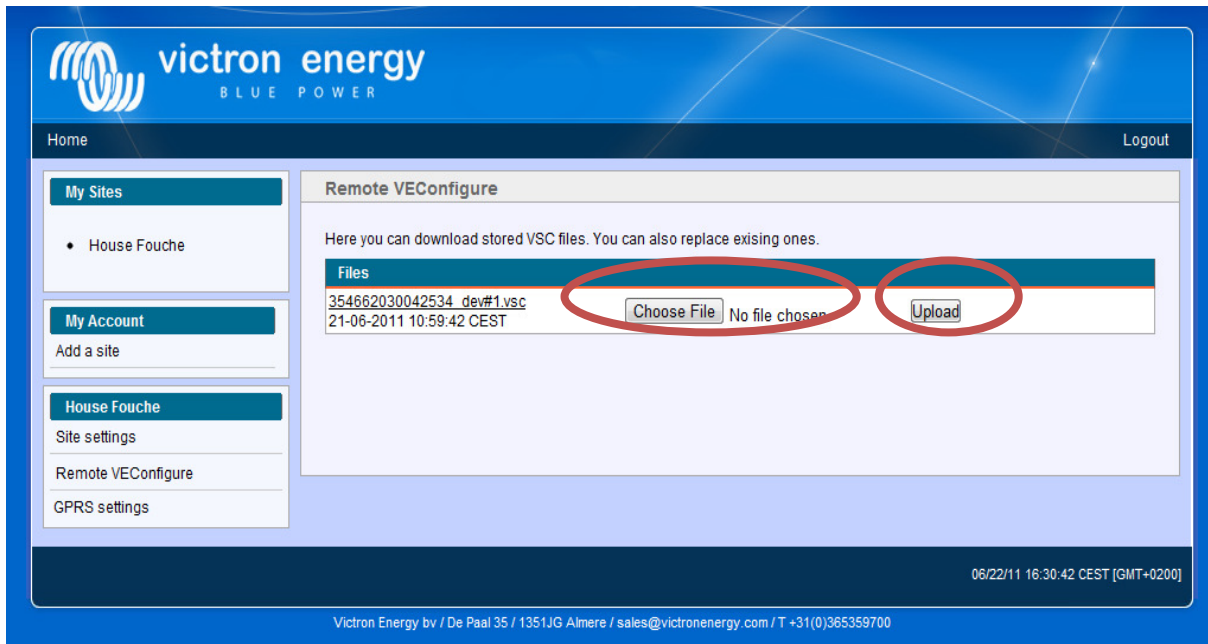 victron energy
BLUE POWER
Home
Logout
My Sites
House Fouche
My Account
Add a site
House Fouche
Site settings
Remote VEConfigure
GPRS settings
Remote VEConfigure
Here you can download stored VSC files. You can also replace exising ones.
Files
354662030042534_dev#1.vsc
21-06-2011 10:59:42 CEST
Choose File No file chosen
Upload
06/22/11 16:30:42 CEST [GMT+0200]
Victron Energy bv / De Paal 35 / 1351JG Almere / sales@victronenergy.com / T +31(0)365359700